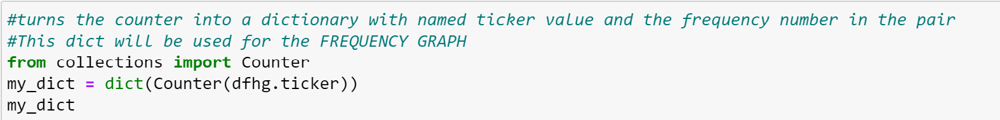 #turns the counter into a dictionary with named ticker value and the frequency number in the pair
#This dict will be used for the FREQUENCY GRAPH
from collections import Counter
my_dict = dict(Counter(dfhg.ticker))
my_dict